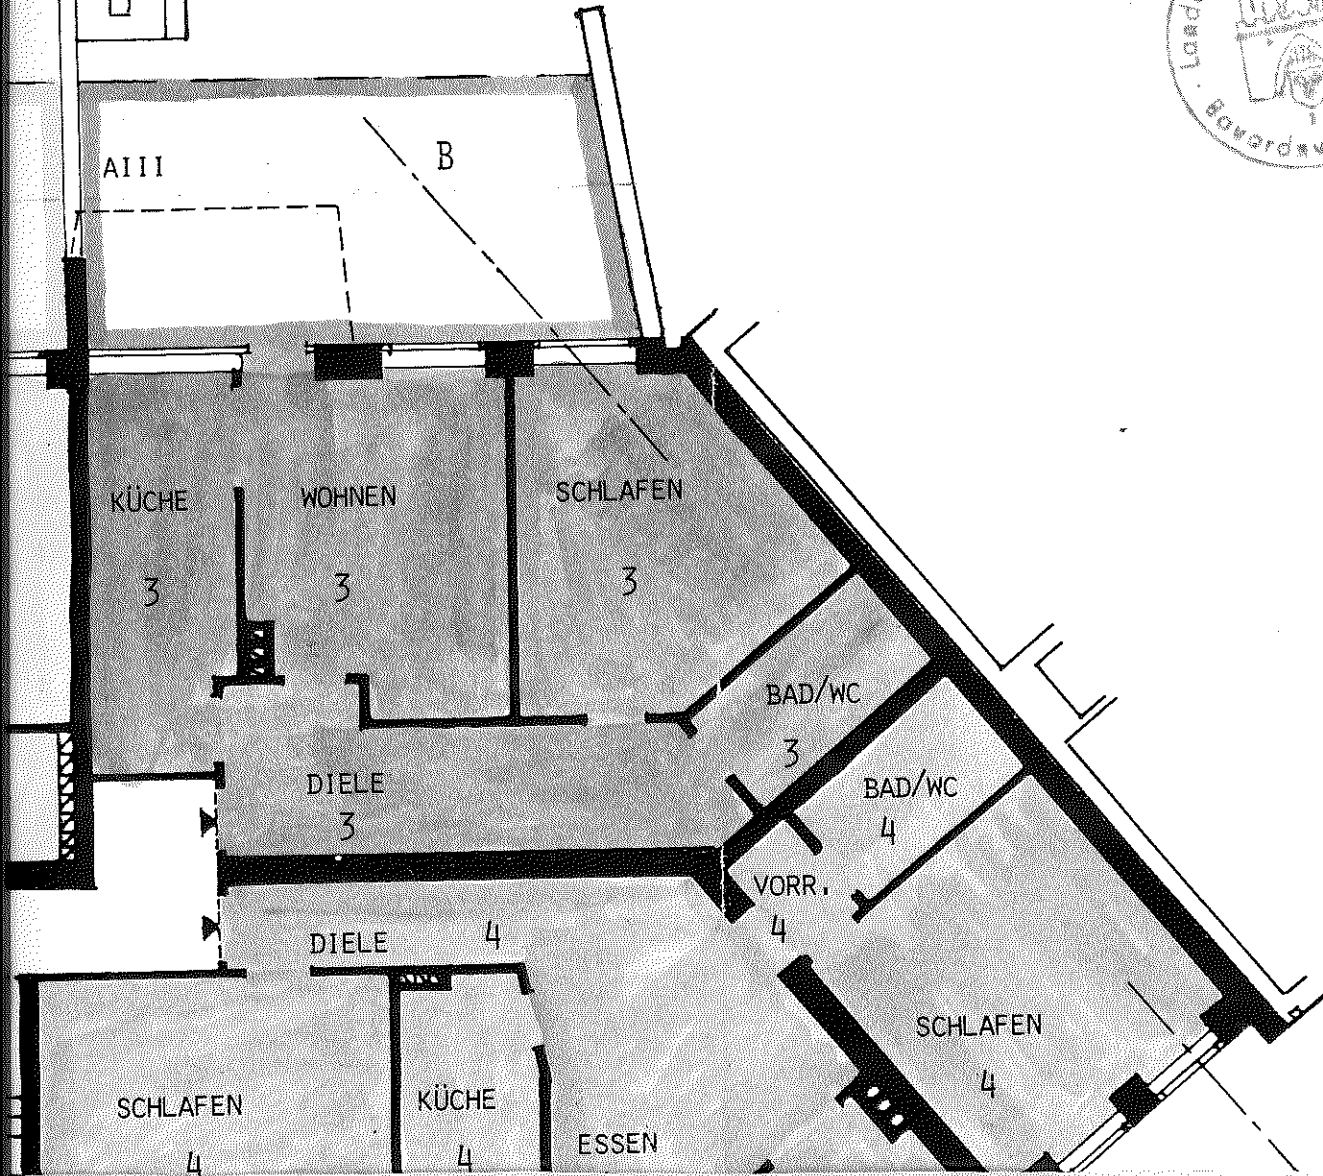 AIII
B
KÜCHE
3
WOHNEN
3
SCHLAFEN
3
BAD/WC
3
DIELE
3
BAD/WC
4
VORR.
4
DIELE 4
SCHLAFEN
4
SCHLAFEN
4
KÜCHE
4
ESSEN